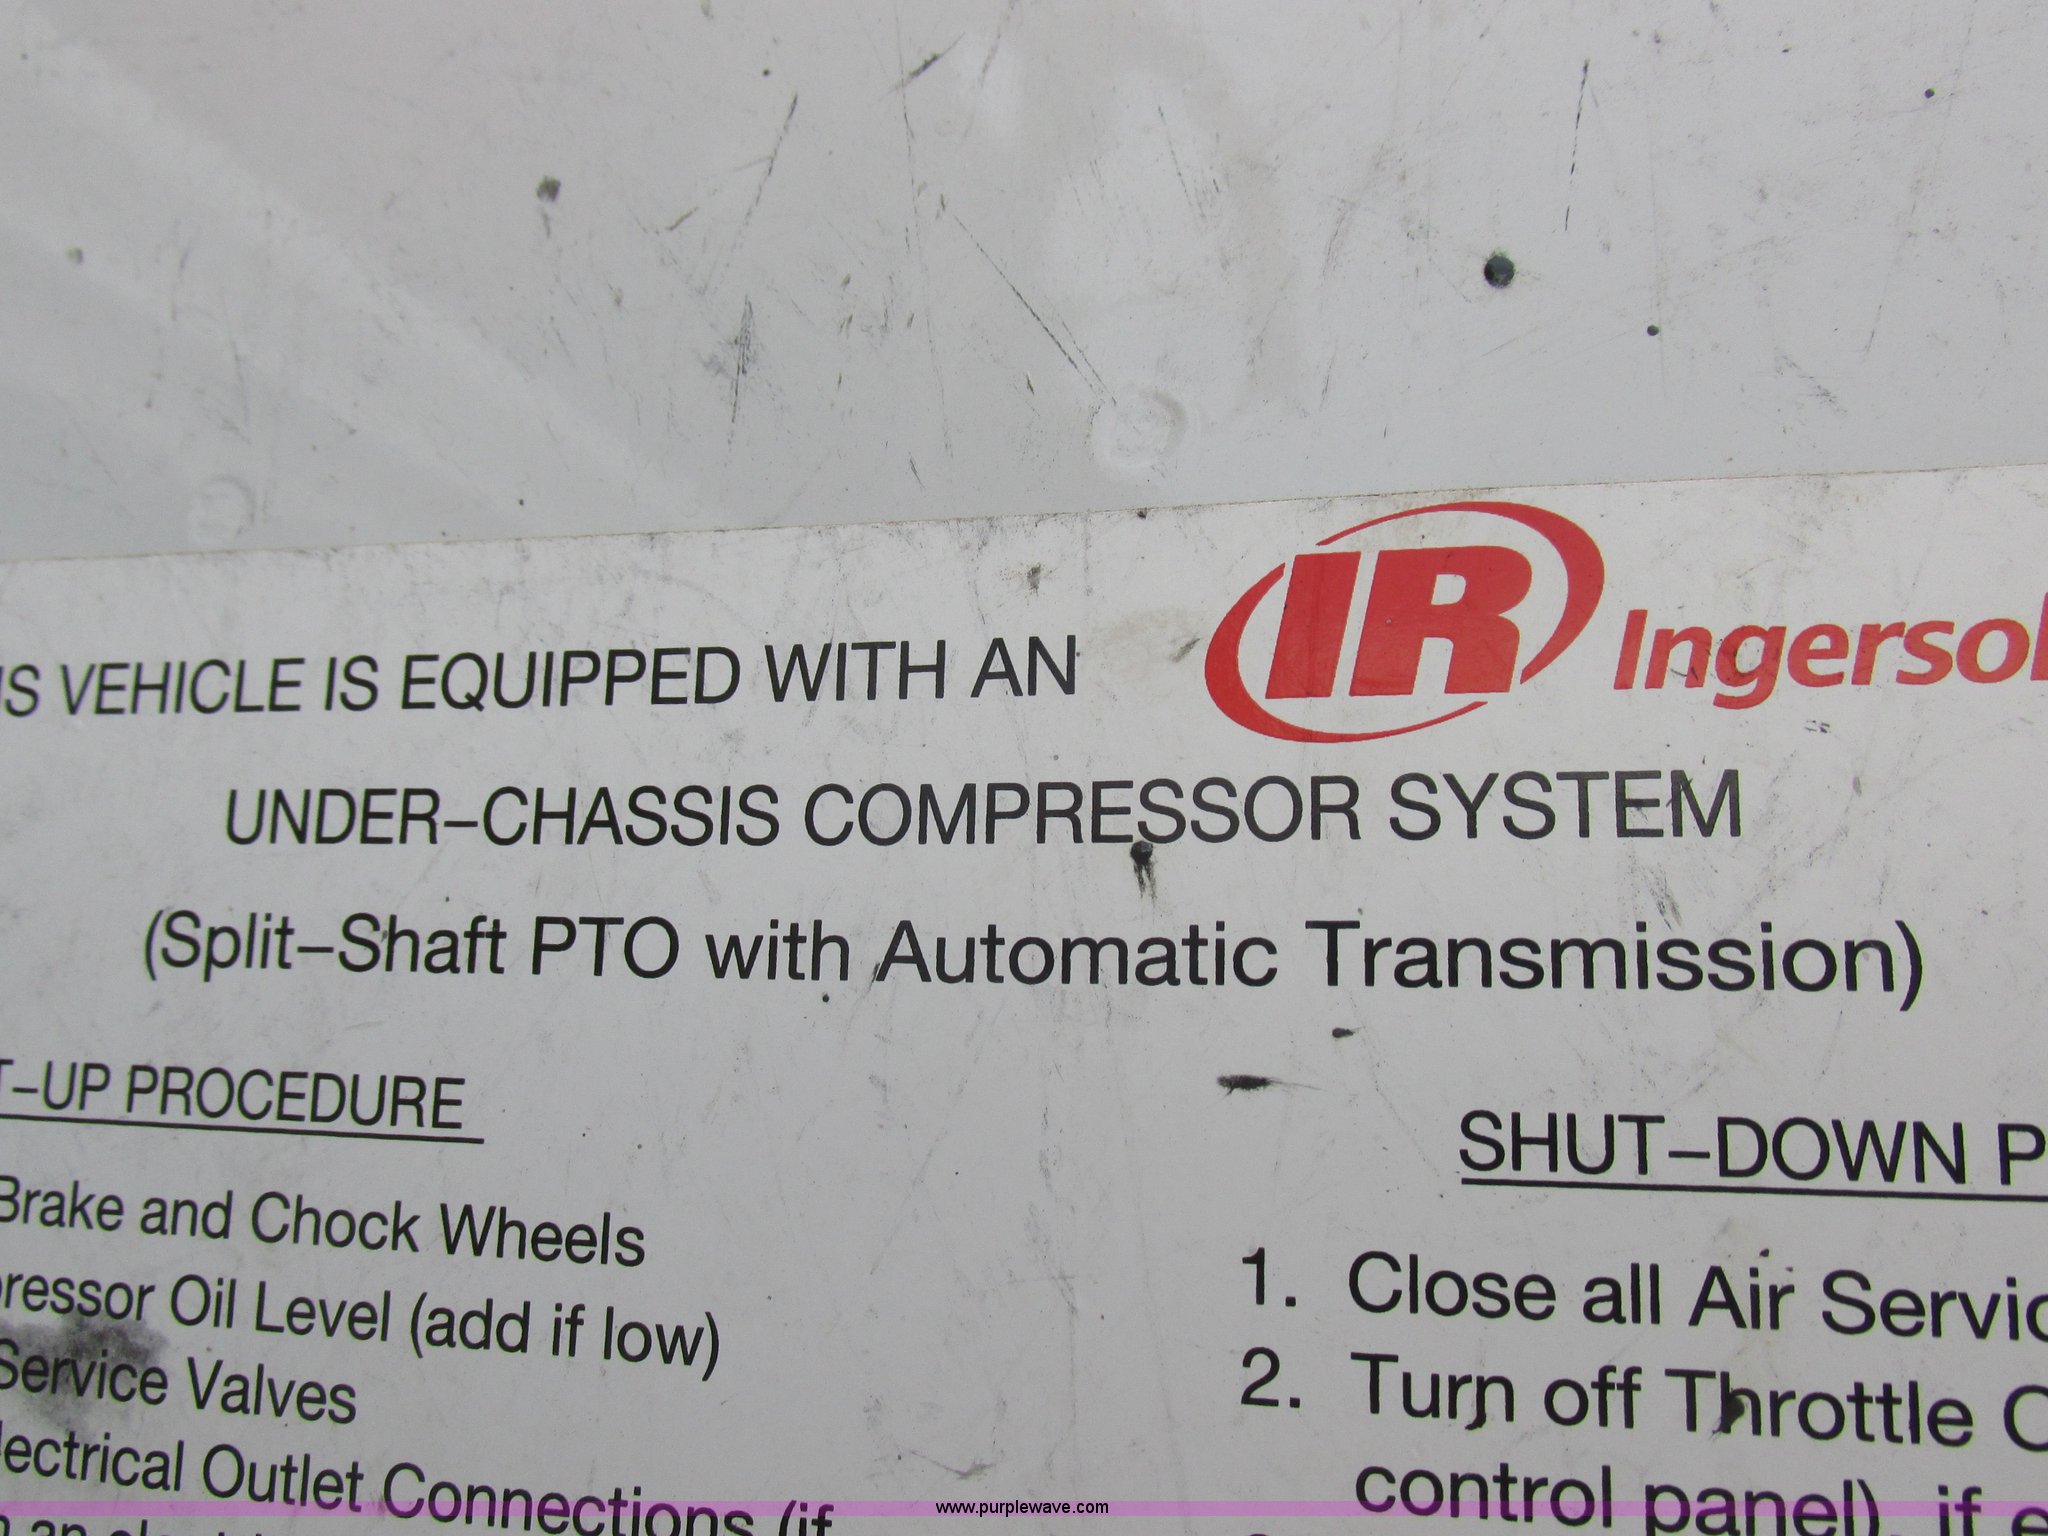 IS VEHICLE IS EQUIPPED WITH AN IR Ingersol
UNDER-CHASSIS COMPRESSOR SYSTEM
(Split-Shaft PTO with Automatic Transmission)
T-UP PROCEDURE
Brake and Chock Wheels
pressor Oil Level (add if low)
Service Valves
lectrical Outlet Connections (if
SHUT-DOWN P
1. Close all Air Servic
2. Turn off Throttle C
control panel), if e
www.purplewave.com